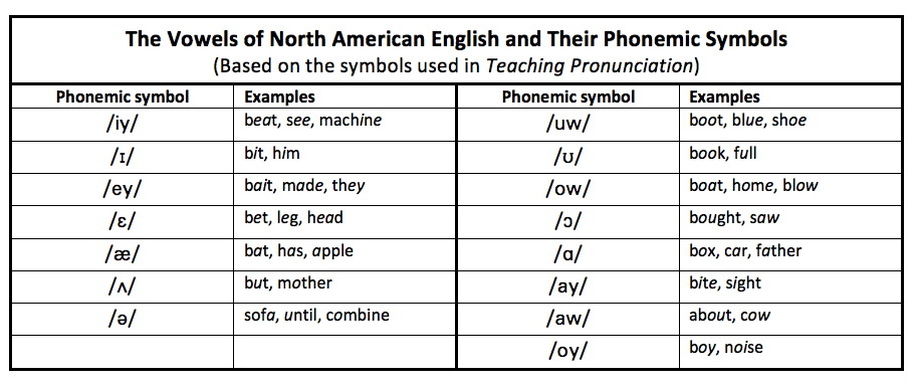 The Vowels of North American English and Their Phonemic Symbols
(Based on the symbols used in Teaching Pronunciation)
Phonemic symbol Examples Phonemic symbol Examples
/iy/ beat, see, machine /uw/ boot, blue, shoe
/ɪ/ bit, him /ʊ/ book, full
/ey/ bait, made, they /ow/ boat, home, blow
/ɛ/ bet, leg, head /ɔ/ bought, saw
/æ/ bat, has, apple /ɑ/ box, car, father
/ʌ/ but, mother /ay/ bite, sight
/ə/ sofa, until, combine /aw/ about, cow
/oy/ boy, noise